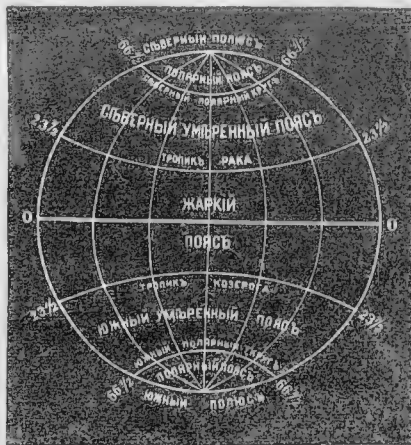 СѢВЕРНЫЙ ПОЛЮСЪ
66½ 66½
ПОЛЯРНЫЙ ПОЯСЪ
СѢВЕРНЫЙ ПОЛЯРНЫЙ КРУГЪ
СѢВЕРНЫЙ УМѢРЕННЫЙ ПОЯСЪ
23½ 23½
ТРОПИКЪ РАКА
ЖАРКІЙ
0 0
ПОЯСЪ
ТРОПИКЪ КОЗЕРОГА
23½ 23½
ЮЖНЫЙ УМѢРЕННЫЙ ПОЯСЪ
ЮЖНЫЙ ПОЛЯРНЫЙ КРУГЪ
ПОЛЯРНЫЙ ПОЯСЪ
66½ 66½
ЮЖНЫЙ ПОЛЮСЪ